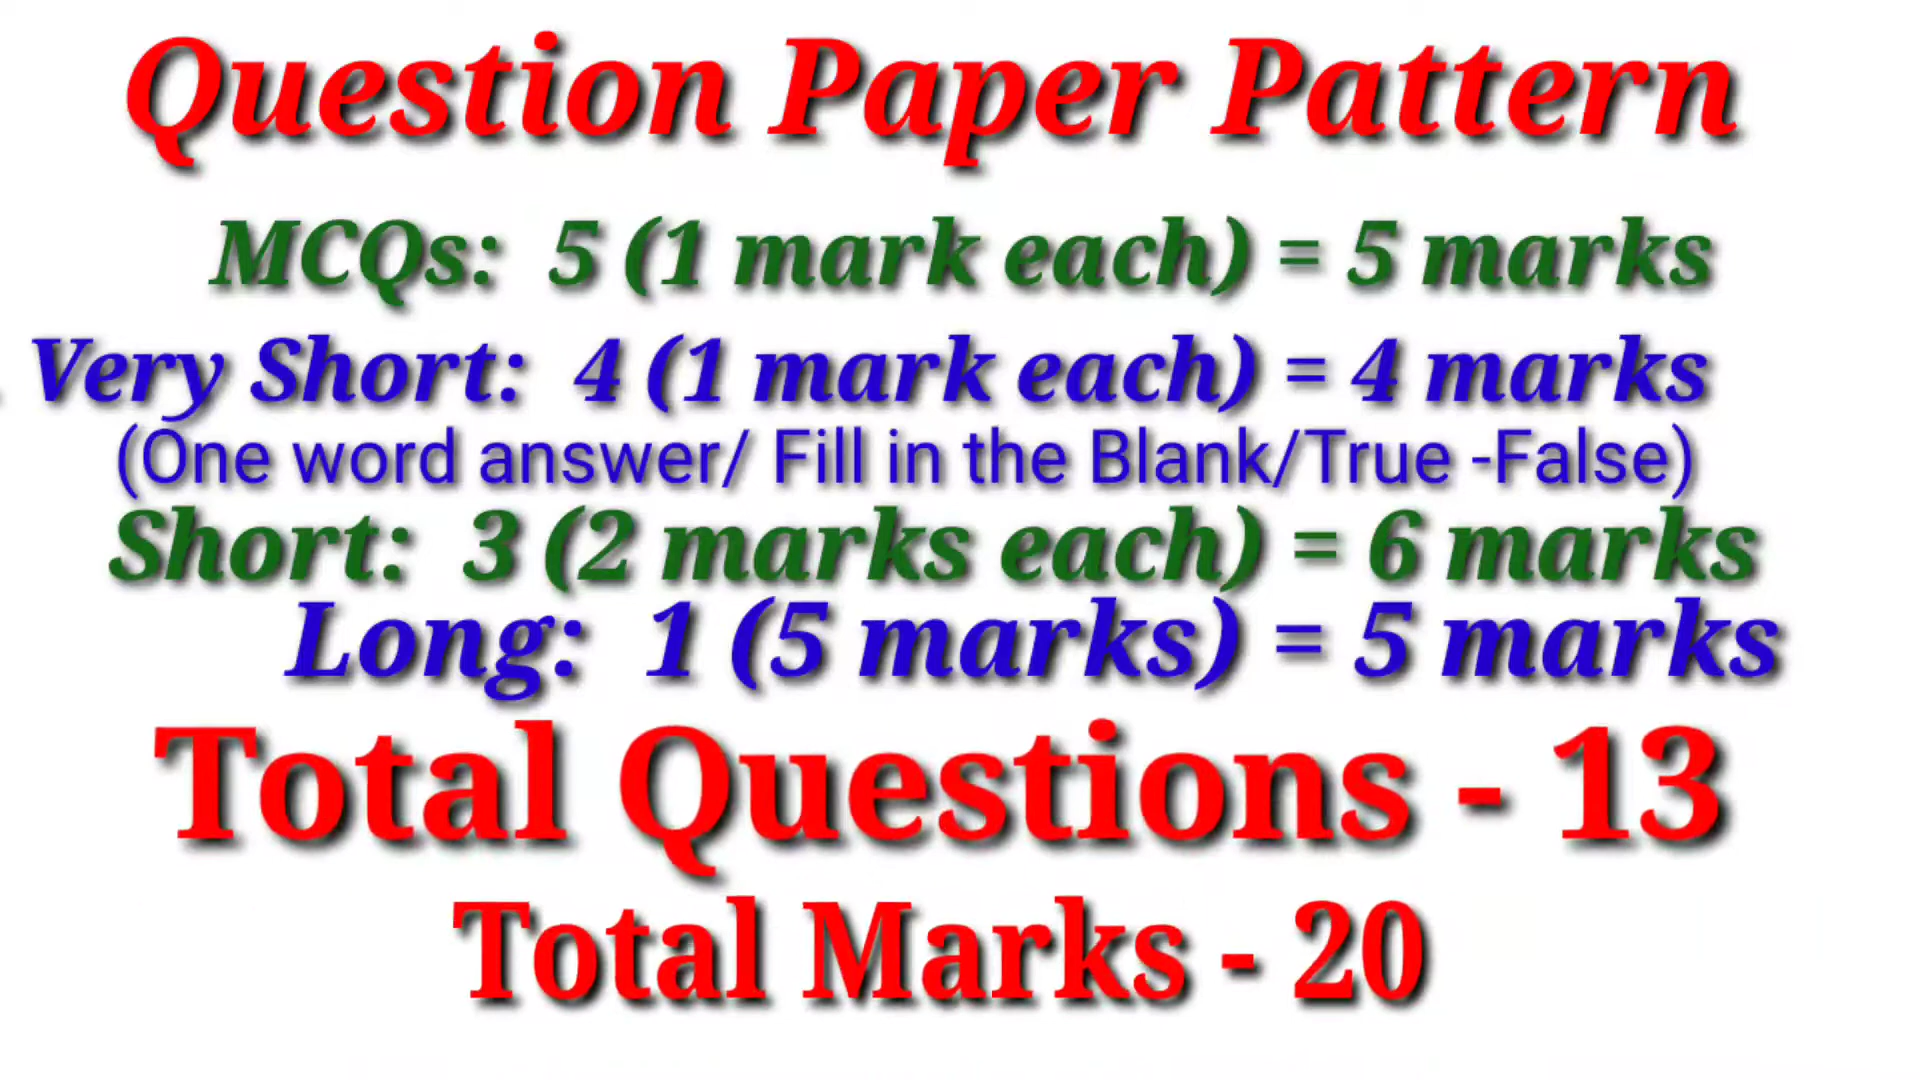 Question Paper Pattern
MCQs: 5 (1 mark each) = 5 marks
Very Short: 4 (1 mark each) = 4 marks
(One word answer/ Fill in the Blank/True -False)
Short: 3 (2 marks each) = 6 marks
Long: 1 (5 marks) = 5 marks
Total Questions - 13
Total Marks - 20